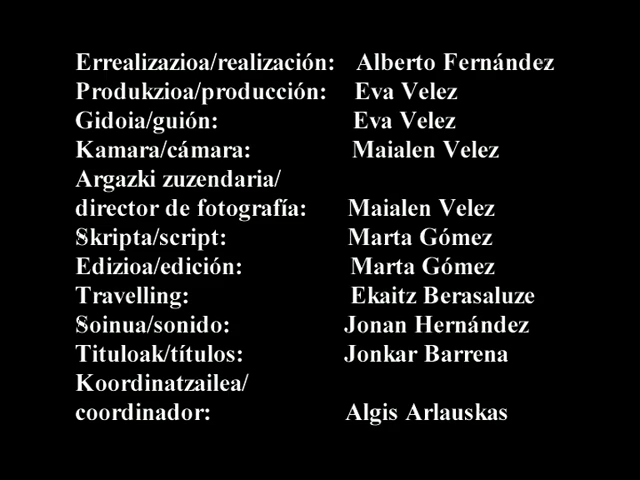 Errealizazioa/realización: Alberto Fernández
Produkzioa/producción: Eva Velez
Gidoia/guión: Eva Velez
Kamara/cámara: Maialen Velez
Argazki zuzendaria/
director de fotografía: Maialen Velez
Skripta/script: Marta Gómez
Edizioa/edición: Marta Gómez
Travelling: Ekaitz Berasaluze
Soinua/sonido: Jonan Hernández
Tituloak/títulos: Jonkar Barrena
Koordinatzailea/
coordinador: Algis Arlauskas